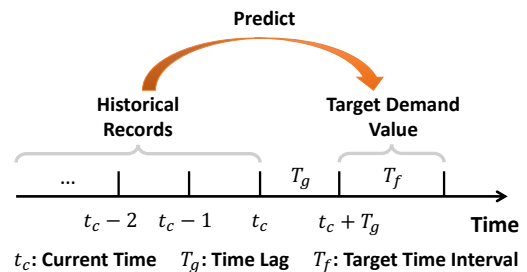 Predict
Historical Records
Target Demand Value
... T_g T_f
t_c − 2 t_c − 1 t_c t_c + T_g Time
t_c: Current Time T_g: Time Lag T_f: Target Time Interval